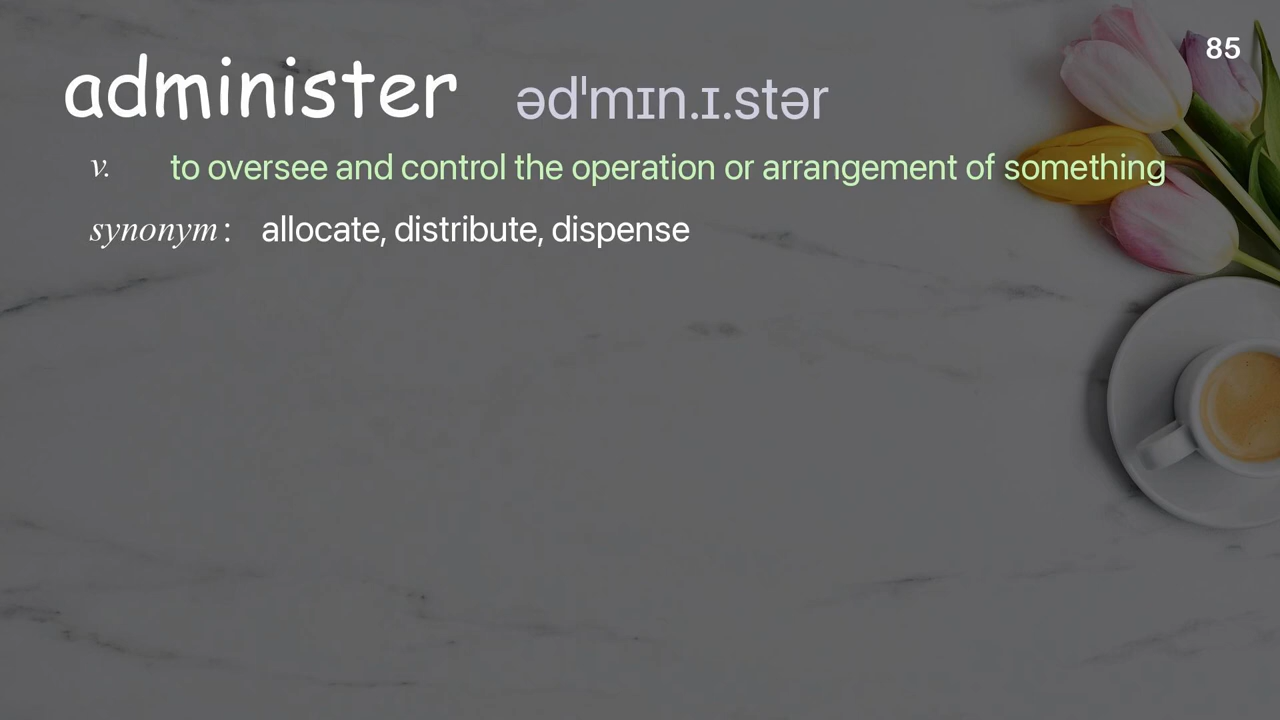 85
administer əd'mɪn.ɪ.stər
v. to oversee and control the operation or arrangement of something
synonym : allocate, distribute, dispense